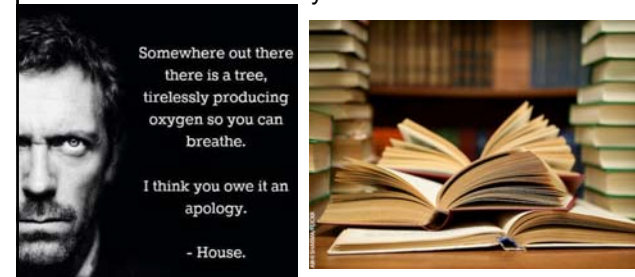 Somewhere out there
there is a tree,
tirelessly producing
oxygen so you can
breathe.
I think you owe it an
apology.
- House.